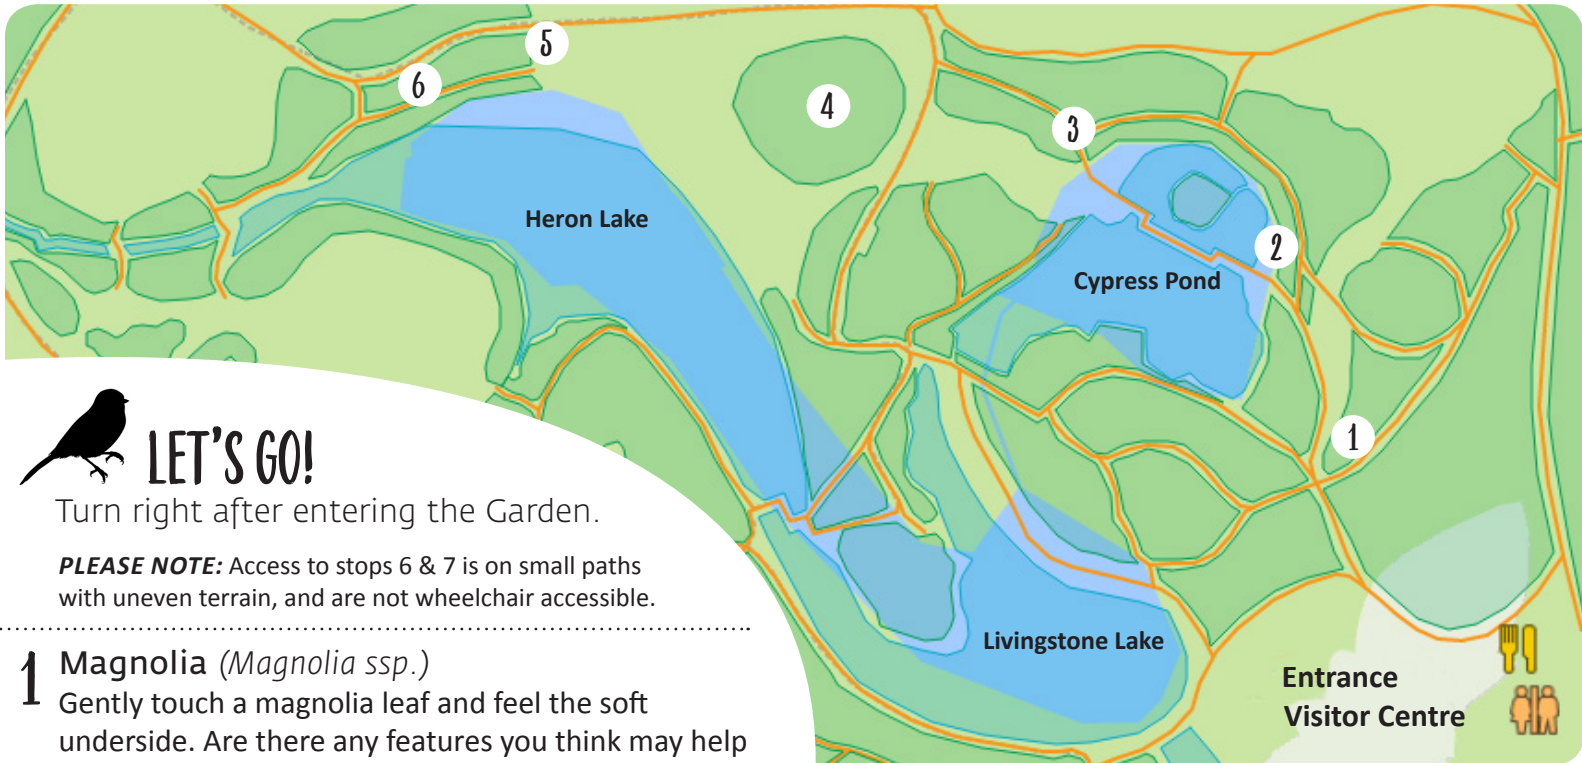 5
6
4
3
Heron Lake
2
Cypress Pond
1
Livingstone Lake
Entrance
Visitor Centre
LET'S GO!
Turn right after entering the Garden.
PLEASE NOTE: Access to stops 6 & 7 is on small paths
with uneven terrain, and are not wheelchair accessible.
1 Magnolia (Magnolia ssp.)
Gently touch a magnolia leaf and feel the soft
underside. Are there any features you think may help